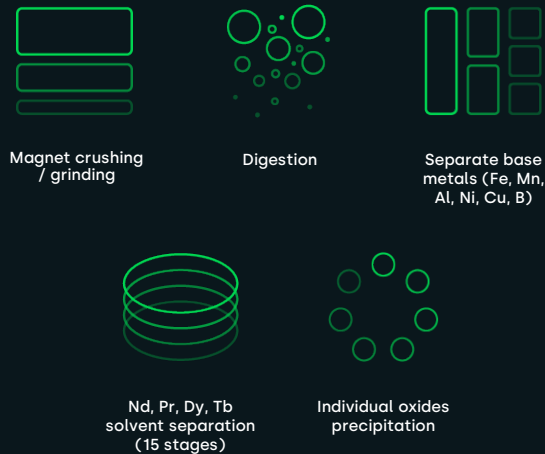 Magnet crushing
/ grinding
Digestion
Separate base
metals (Fe, Mn,
Al, Ni, Cu, B)
Nd, Pr, Dy, Tb
solvent separation
(15 stages)
Individual oxides
precipitation